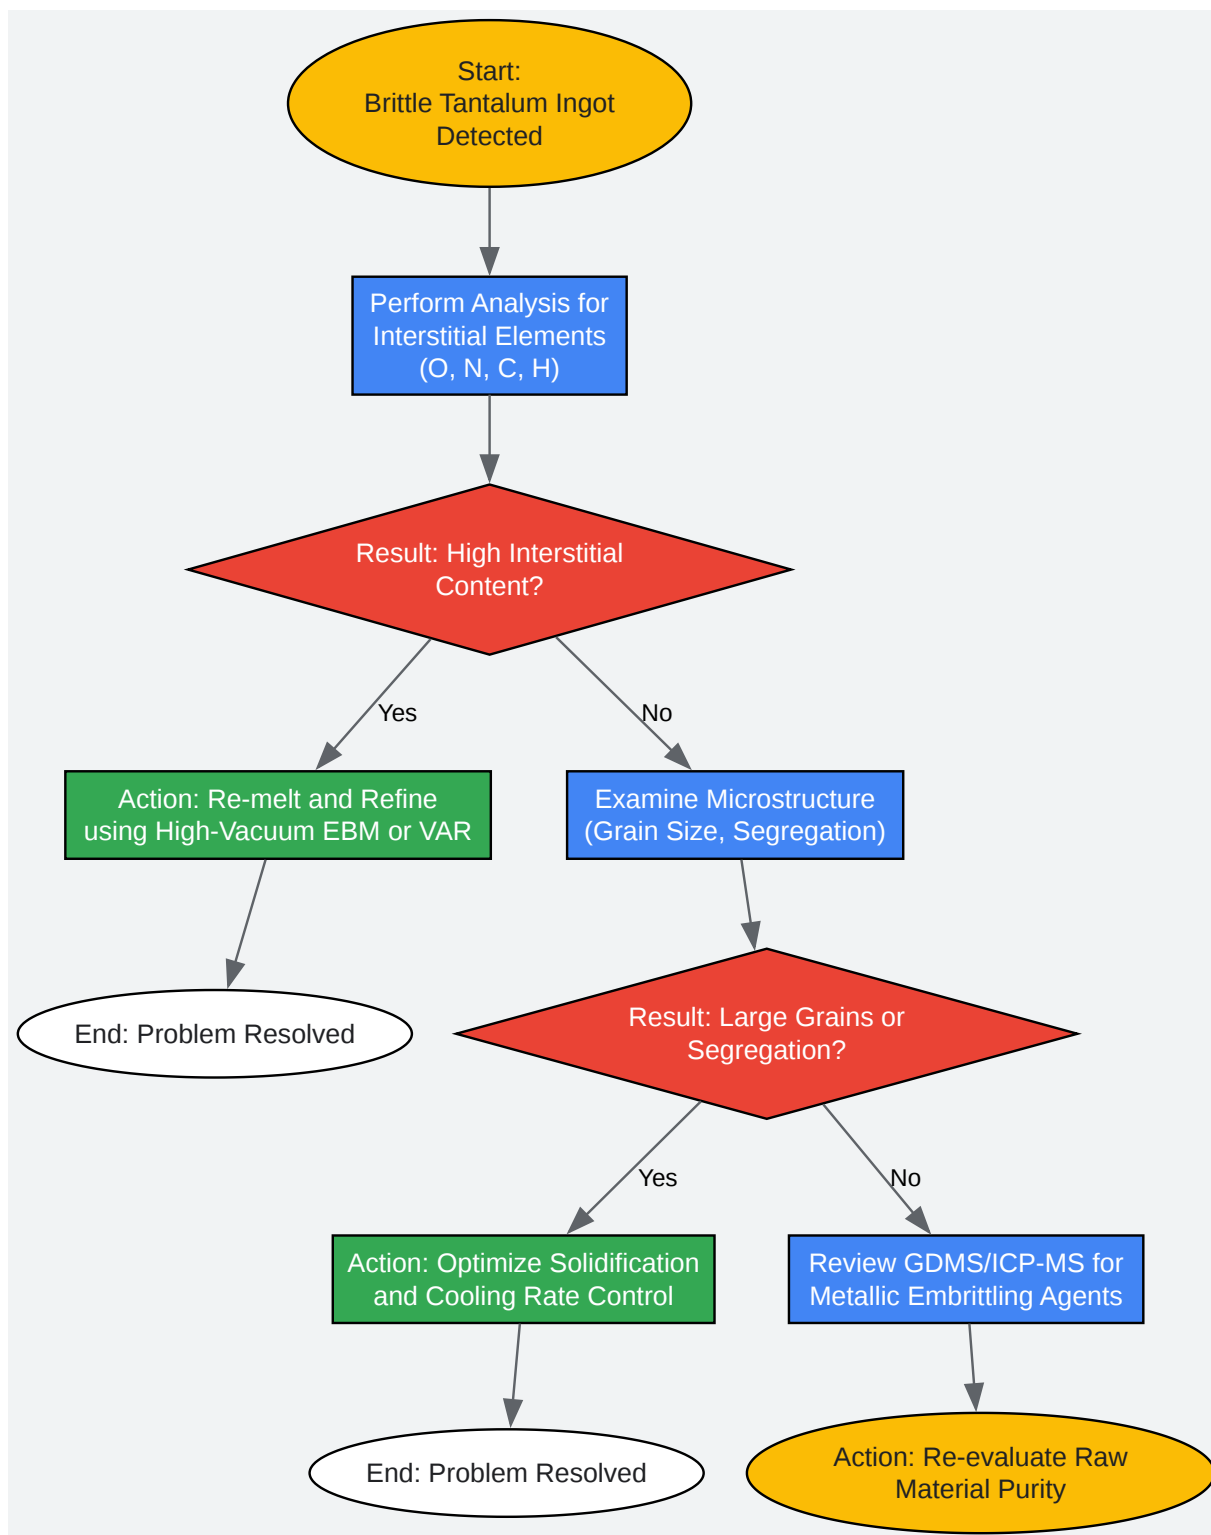 Start:
Brittle Tantalum Ingot
Detected
Perform Analysis for
Interstitial Elements
(O, N, C, H)
Result: High Interstitial
Content?
Yes
No
Action: Re-melt and Refine
using High-Vacuum EBM or VAR
Examine Microstructure
(Grain Size, Segregation)
End: Problem Resolved
Result: Large Grains or
Segregation?
Yes
No
Action: Optimize Solidification
and Cooling Rate Control
Review GDMS/ICP-MS for
Metallic Embrittling Agents
End: Problem Resolved
Action: Re-evaluate Raw
Material Purity